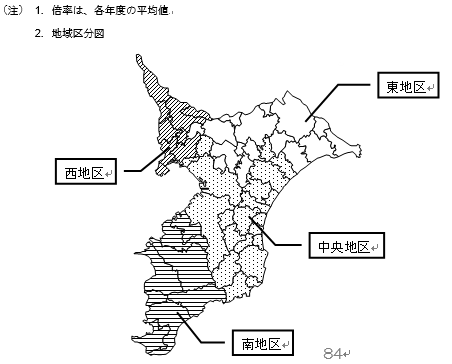 （注） 1. 倍率は、各年度の平均値.
2. 地域区分図
東地区
西地区
中央地区
南地区
84